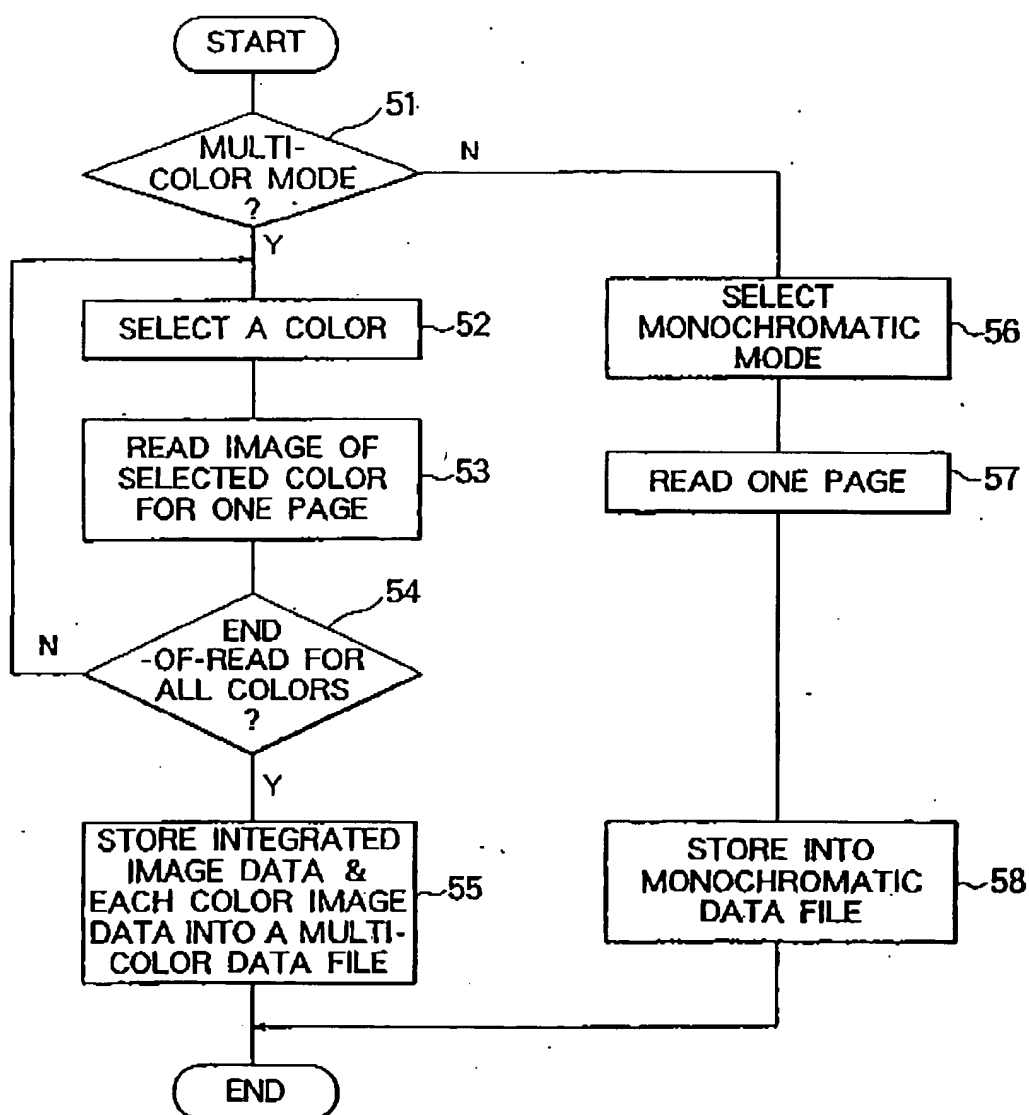 START
51
MULTI-
COLOR MODE
?
N
Y
SELECT A COLOR
52
SELECT
MONOCHROMATIC
MODE
56
READ IMAGE OF
SELECTED COLOR
FOR ONE PAGE
53
READ ONE PAGE
57
54
END
-OF-READ FOR
ALL COLORS
?
N
Y
STORE INTEGRATED
IMAGE DATA &
EACH COLOR IMAGE
DATA INTO A MULTI-
COLOR DATA FILE
55
STORE INTO
MONOCHROMATIC
DATA FILE
58
END